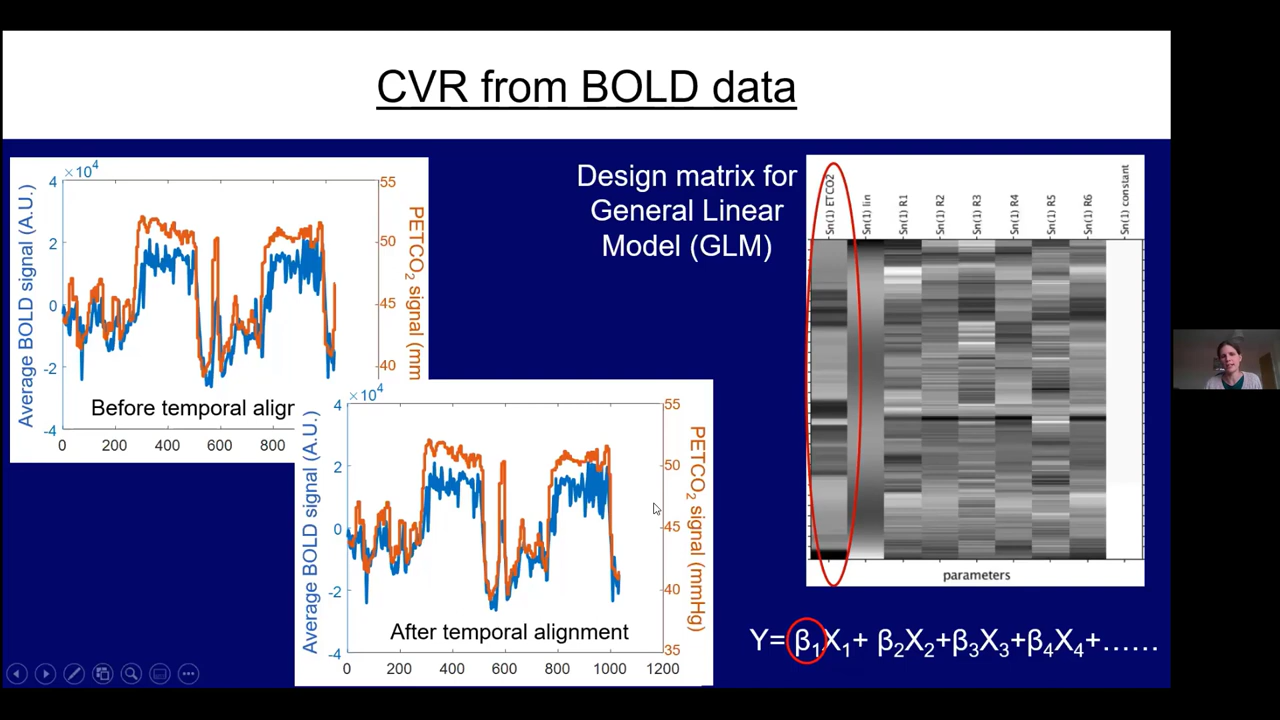 CVR from BOLD data
×10⁴
4
2
0
-2
-4
Average BOLD signal (A.U.)
55
50
45
40
PETCO₂ signal (mm
Before temporal align
0 200 400 600 800
×10⁴
4
2
0
-2
-4
Average BOLD signal (A.U.)
55
50
45
40
35
PETCO₂ signal (mmHg)
After temporal alignment
0 200 400 600 800 1000 1200
Design matrix for
General Linear
Model (GLM)
Sn(1) ETCO2
Sn(1) lin
Sn(1) R1
Sn(1) R2
Sn(1) R3
Sn(1) R4
Sn(1) R5
Sn(1) R6
Sn(1) constant
parameters
Y= β₁X₁+ β₂X₂+β₃X₃+β₄X₄+......